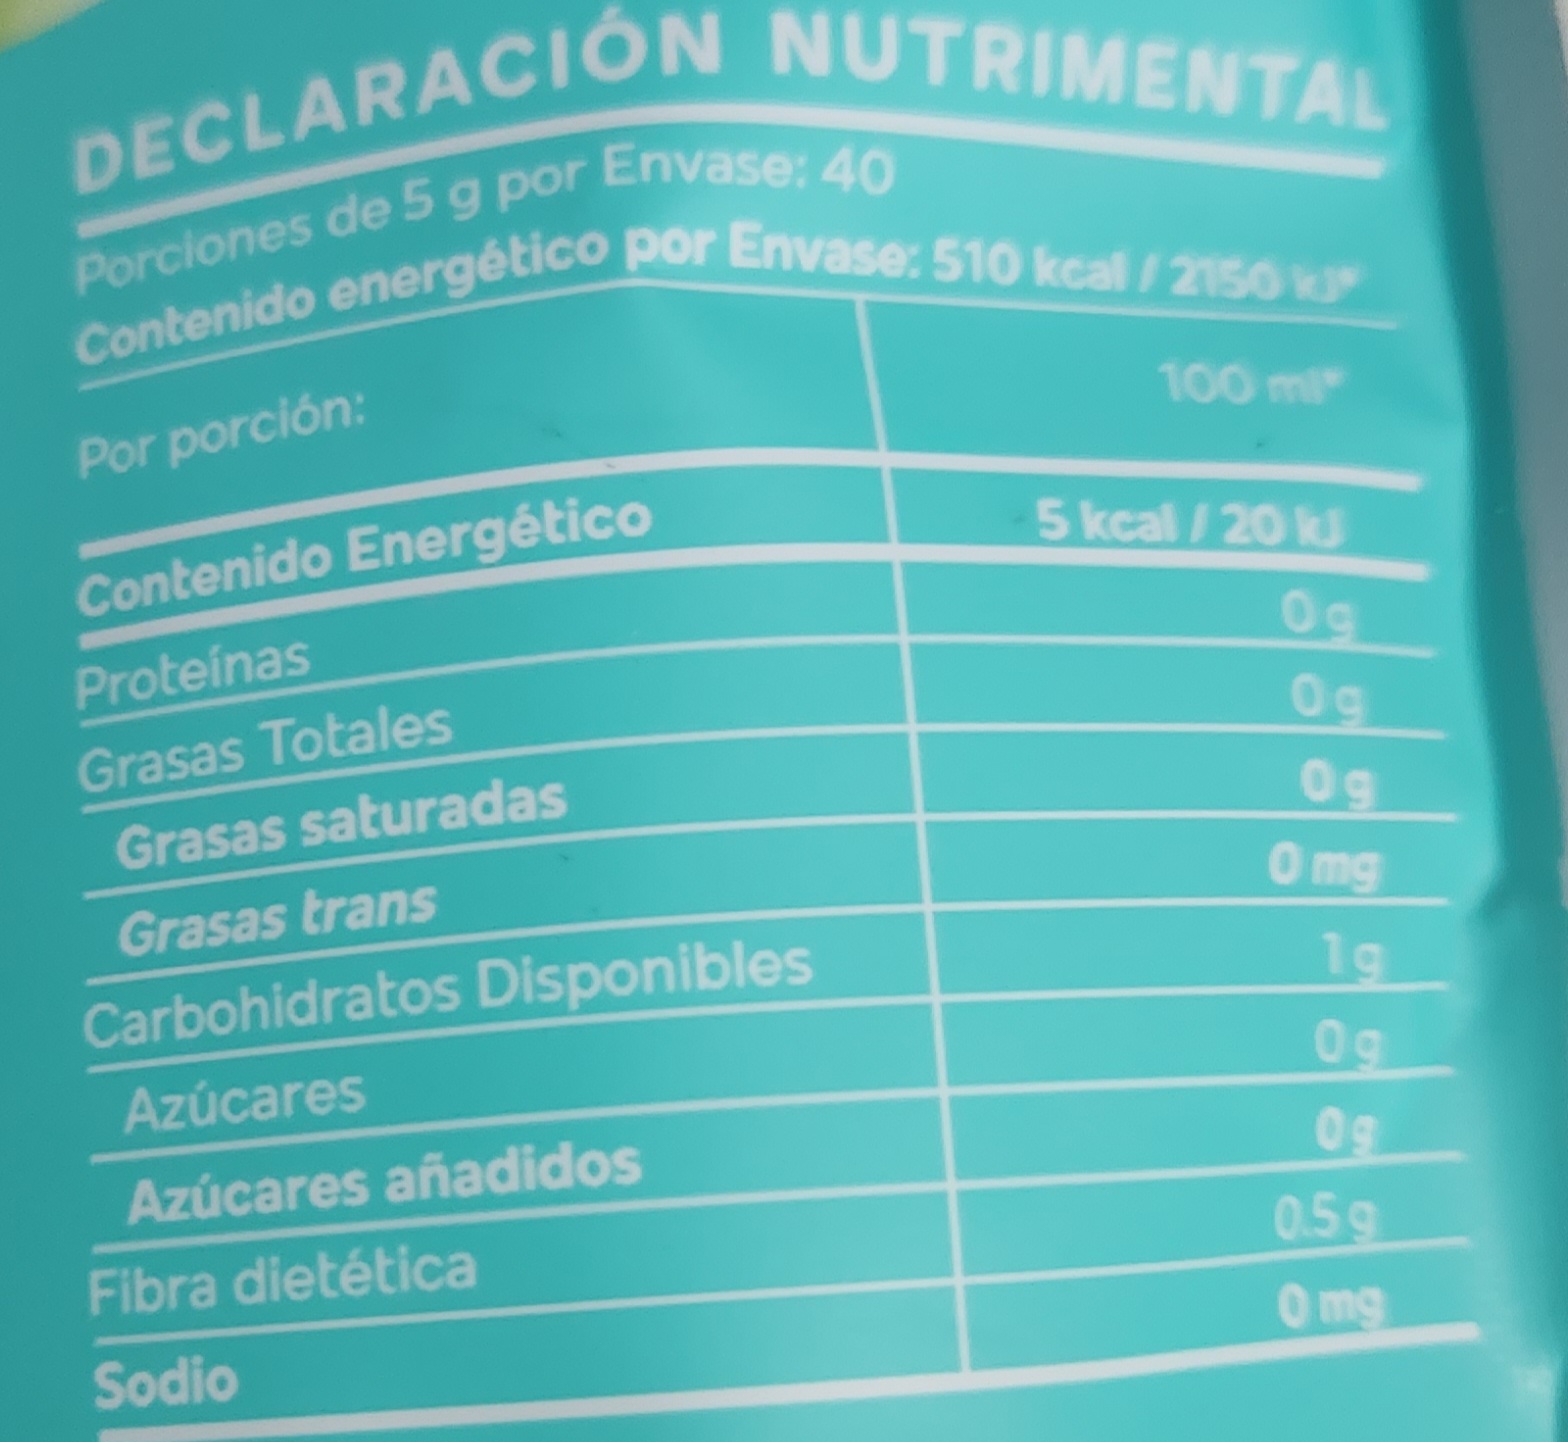 DECLARACIÓN NUTRIMENTAL
Porciones de 5 g por Envase: 40
Contenido energético por Envase: 510 kcal / 2150 kJ*
Por porción: 100 ml*
Contenido Energético 5 kcal / 20 kJ
Proteínas 0 g
Grasas Totales 0 g
Grasas saturadas 0 g
Grasas trans 0 mg
Carbohidratos Disponibles 1 g
Azúcares 0 g
Azúcares añadidos 0 g
Fibra dietética 0.5 g
Sodio 0 mg